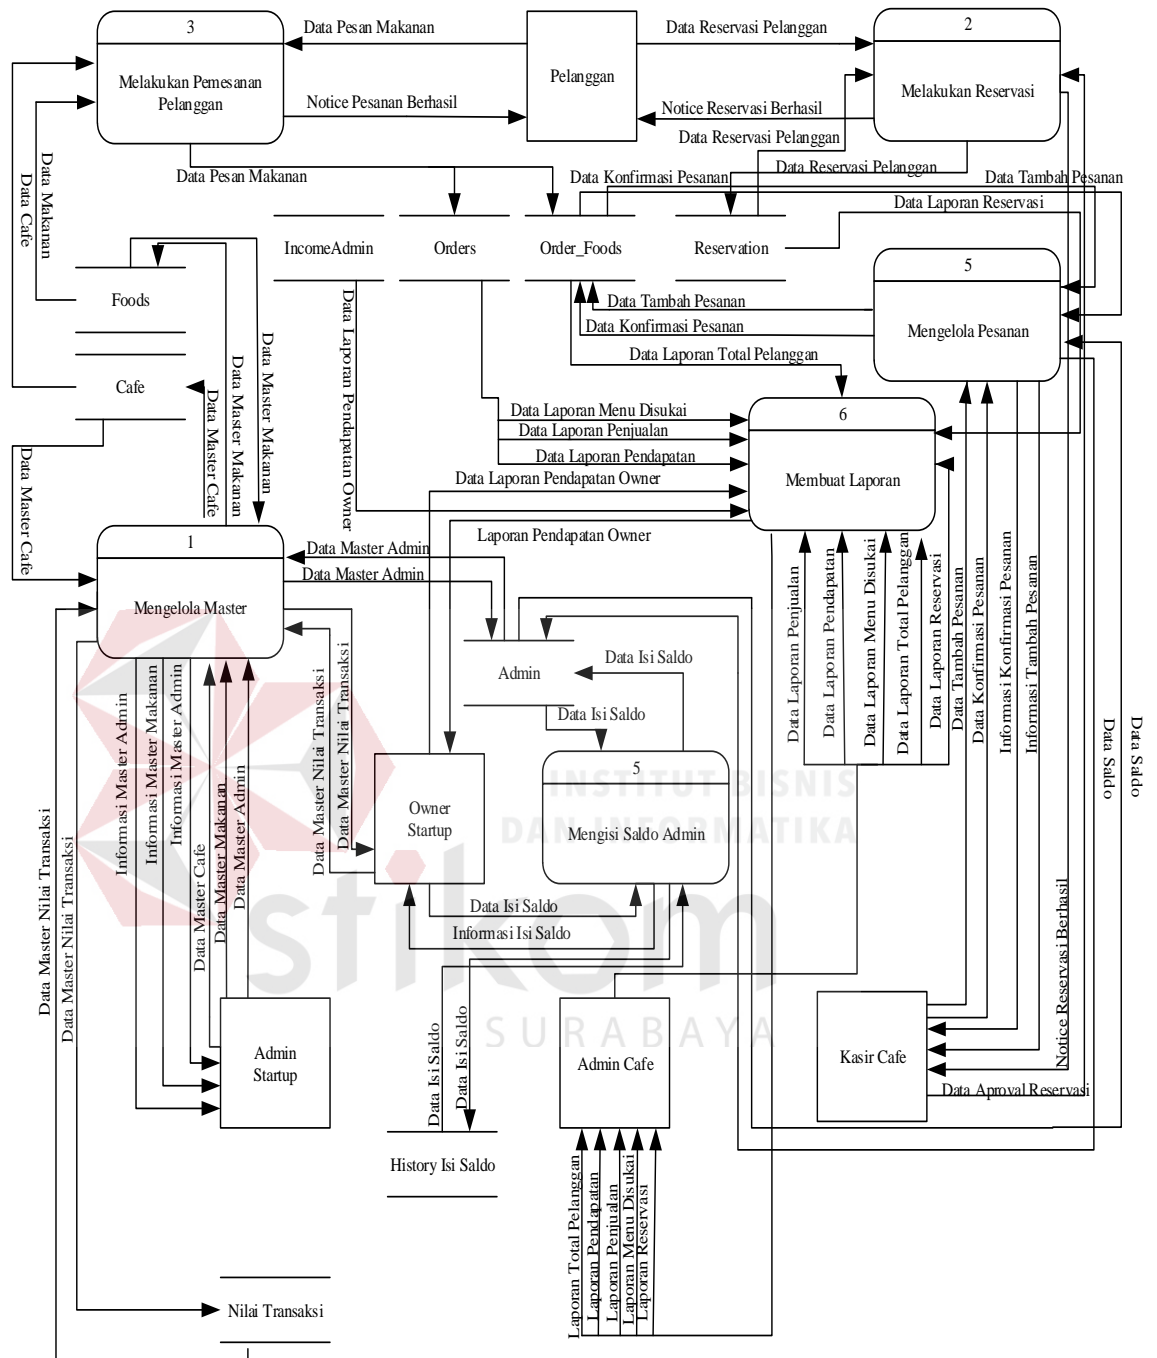 3
Melakukan Pemesanan
Pelanggan
Data Pesan Makanan
Notice Pesanan Berhasil
Pelanggan
Data Reservasi Pelanggan
Notice Reservasi Berhasil
2
Melakukan Reservasi
Data Reservasi Pelanggan
Data Reservasi Pelanggan
Data Pesan Makanan
Data Konfirmasi Pesanan
Data Tambah Pesanan
Data Laporan Reservasi
Data Makanan
Data Cafe
IncomeAdmin
Orders
Order_Foods
Reservation
5
Mengelola Pesanan
Foods
Data Tambah Pesanan
Data Konfirmasi Pesanan
Data Laporan Total Pelanggan
Cafe
Data Master Cafe
Data Master Makanan
Data Master Makanan
Data Laporan Pendapatan Owner
Data Laporan Menu Disukai
Data Laporan Penjualan
Data Laporan Pendapatan
Data Laporan Pendapatan Owner
6
Membuat Laporan
Data Master Cafe
Laporan Pendapatan Owner
1
Mengelola Master
Data Master Admin
Data Master Admin
Data Laporan Penjualan
Data Laporan Pendapatan
Data Laporan Menu Disukai
Data Laporan Total Pelanggan
Data Laporan Reservasi
Data Tambah Pesanan
Data Konfirmasi Pesanan
Informasi Konfirmasi Pesanan
Informasi Tambah Pesanan
Data Saldo
Data Saldo
Admin
Data Isi Saldo
Data Isi Saldo
Informasi Master Admin
Informasi Master Makanan
Informasi Master Admin
Data Master Cafe
Data Master Makanan
Data Master Admin
Data Master Nilai Transaksi
Data Master Nilai Transaksi
Owner
Startup
5
Mengisi Saldo Admin
INSTITUT BISNIS
DAN INFORMATIKA
stikom
SURABAYA
Data Isi Saldo
Informasi Isi Saldo
Data Master Nilai Transaksi
Data Master Nilai Transaksi
Admin
Startup
Data Isi Saldo
Data Isi Saldo
Admin Cafe
Kasir Cafe
Notice Reservasi Berhasil
Data Aproval Reservasi
History Isi Saldo
Laporan Total Pelanggan
Laporan Pendapatan
Laporan Penjualan
Laporan Menu Disukai
Laporan Reservasi
Nilai Transaksi